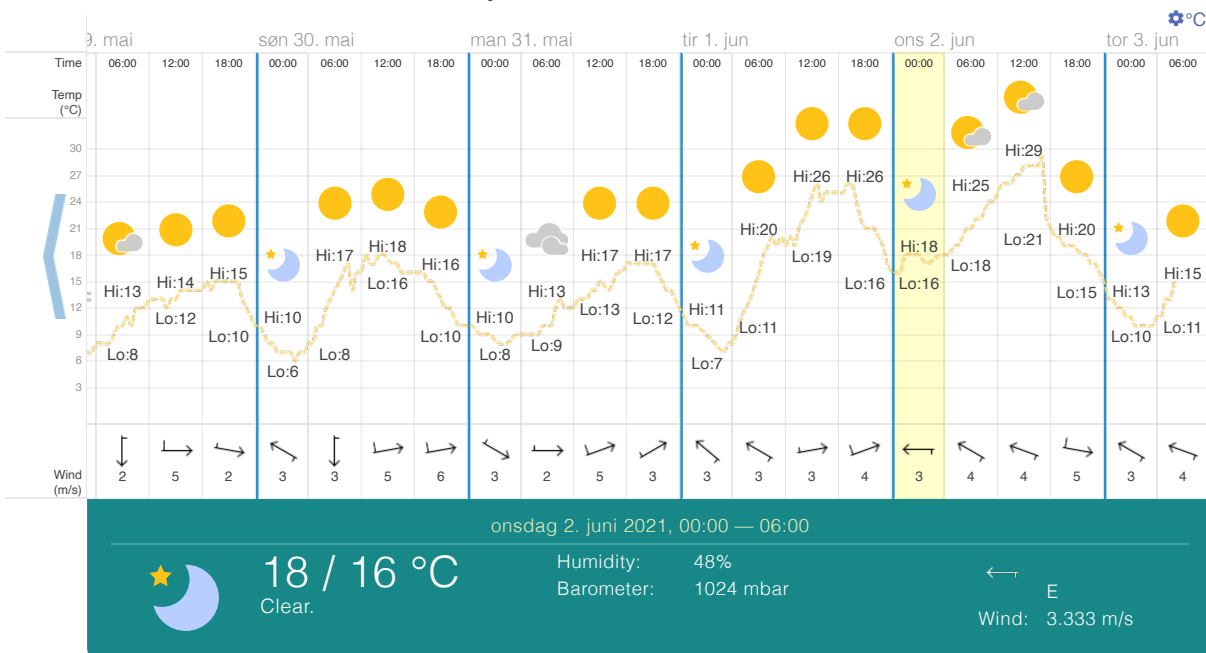 °C
9. mai søn 30. mai man 31. mai tir 1. jun ons 2. jun tor 3. jun
Time 06:00 12:00 18:00 00:00 06:00 12:00 18:00 00:00 06:00 12:00 18:00 00:00 06:00 12:00 18:00 00:00 06:00 12:00 18:00 00:00 06:00
Temp
(°C)
30
27
24
21
18
15
12
9
6
3
Hi:13 Hi:14 Hi:15 Hi:10 Hi:17 Hi:18 Hi:16 Hi:10 Hi:13 Hi:17 Hi:17 Hi:11 Hi:20 Hi:26 Hi:26 Hi:18 Hi:25 Hi:29 Hi:20 Hi:13 Hi:15
Lo:8 Lo:12 Lo:10 Lo:6 Lo:8 Lo:16 Lo:10 Lo:8 Lo:9 Lo:13 Lo:12 Lo:7 Lo:11 Lo:19 Lo:16 Lo:16 Lo:18 Lo:21 Lo:15 Lo:10 Lo:11
Wind 2 5 2 3 3 5 6 3 2 5 3 3 3 3 4 3 4 4 5 3 4
(m/s)
onsdag 2. juni 2021, 00:00 — 06:00
18 / 16 °C
Clear.
Humidity: 48%
Barometer: 1024 mbar
E
Wind: 3.333 m/s